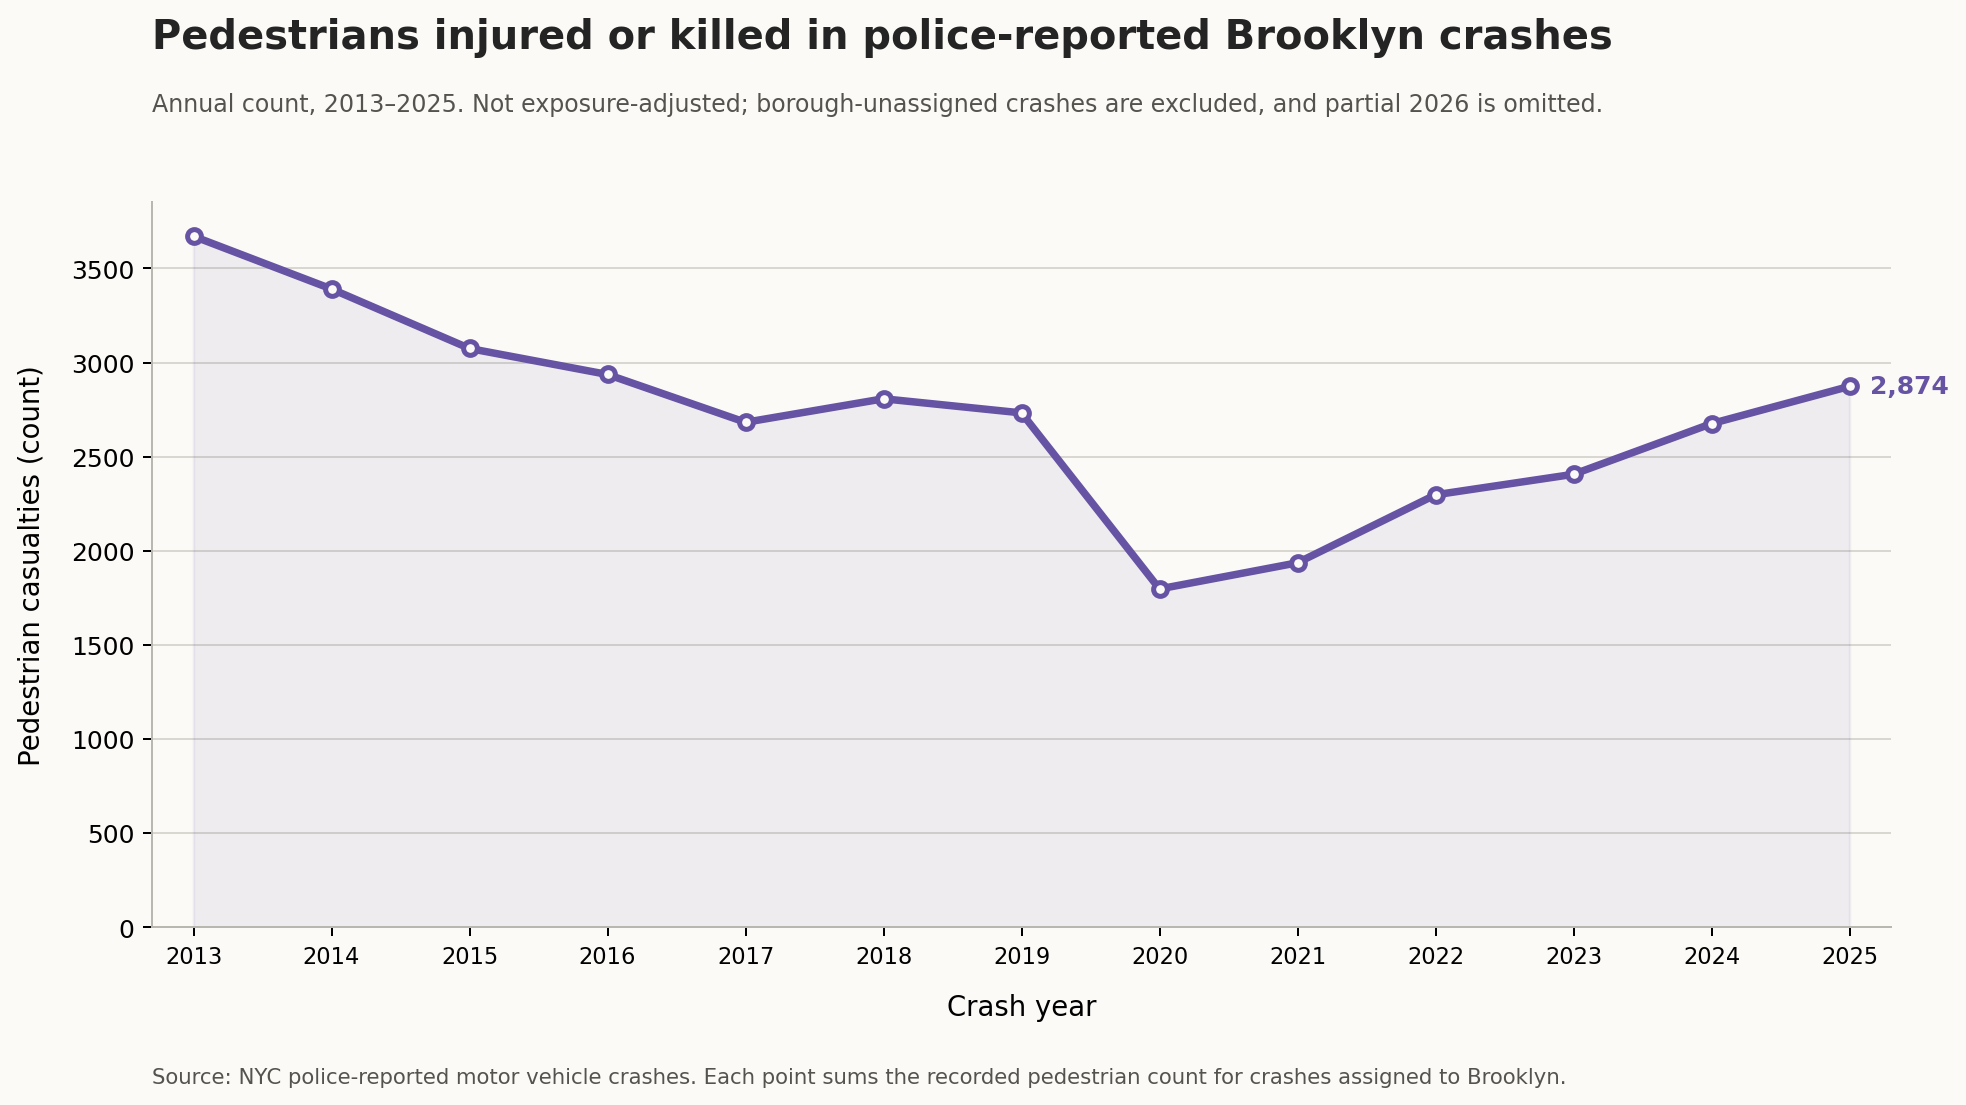 Pedestrians injured or killed in police-reported Brooklyn crashes
Annual count, 2013–2025. Not exposure-adjusted; borough-unassigned crashes are excluded, and partial 2026 is omitted.
Pedestrian casualties (count)
3500
3000
2500
2000
1500
1000
500
0
2,874
2013 2014 2015 2016 2017 2018 2019 2020 2021 2022 2023 2024 2025
Crash year
Source: NYC police-reported motor vehicle crashes. Each point sums the recorded pedestrian count for crashes assigned to Brooklyn.